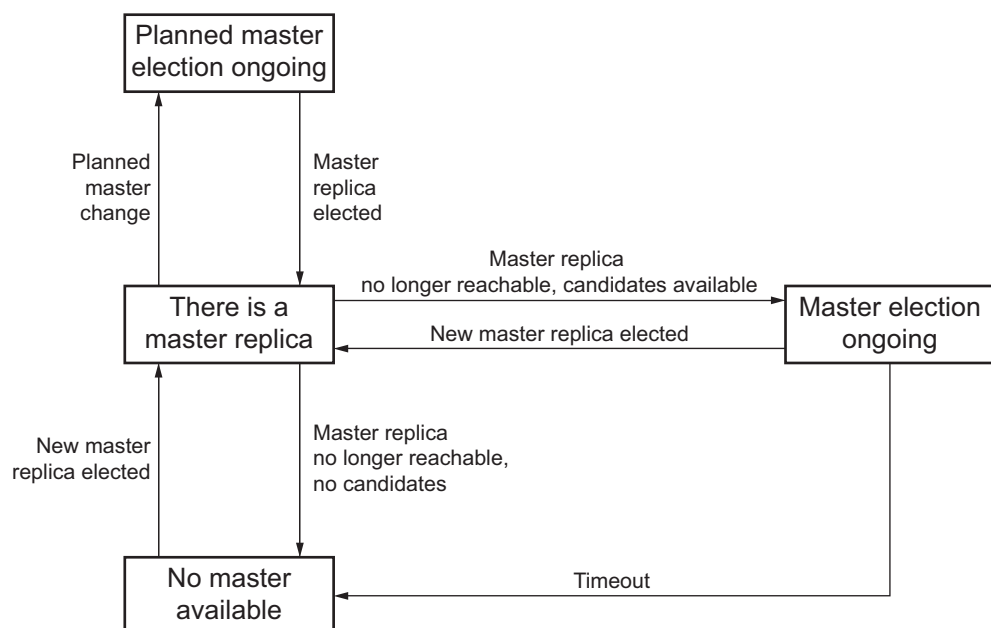 Planned master
election ongoing
Planned
master
change
Master
replica
elected
Master replica
no longer reachable, candidates available
There is a
master replica
Master election
ongoing
New master replica elected
New master
replica elected
Master replica
no longer reachable,
no candidates
No master
available
Timeout